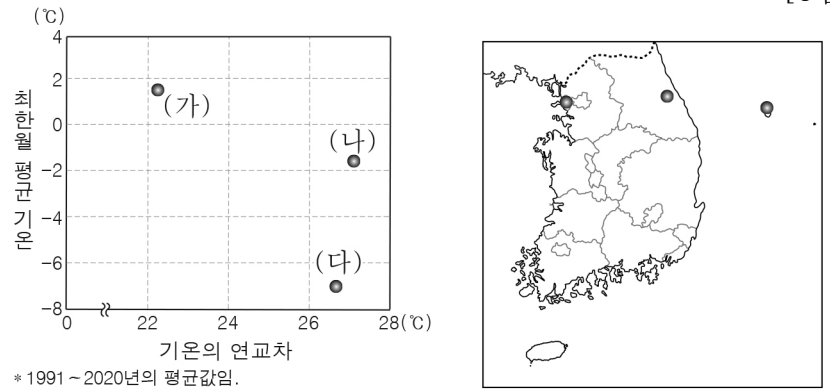 (℃)
4
2
0
-2
-4
-6
-8
최한월 평균 기온
(가)
(나)
(다)
0 22 24 26 28(℃)
기온의 연교차
* 1991~2020년의 평균값임.